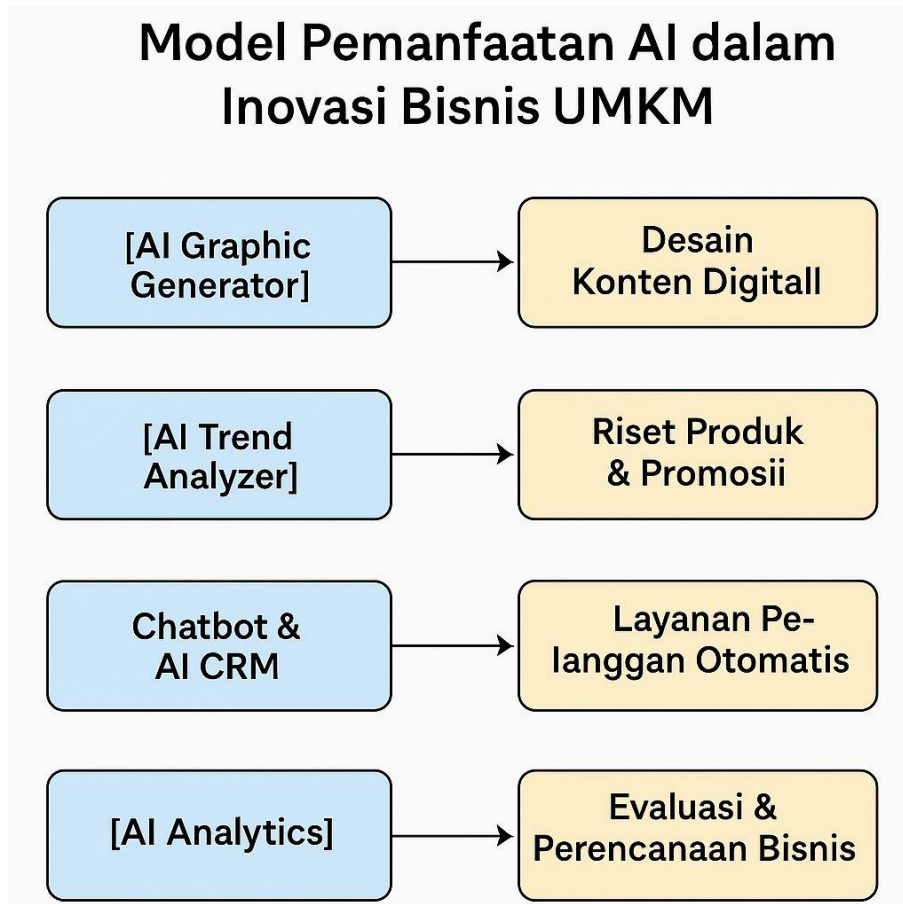 Model Pemanfaatan AI dalam
Inovasi Bisnis UMKM
[AI Graphic
Generator]
Desain
Konten Digitall
[AI Trend
Analyzer]
Riset Produk
& Promosii
Chatbot &
AI CRM
Layanan Pe-
langgan Otomatis
[AI Analytics]
Evaluasi &
Perencanaan Bisnis